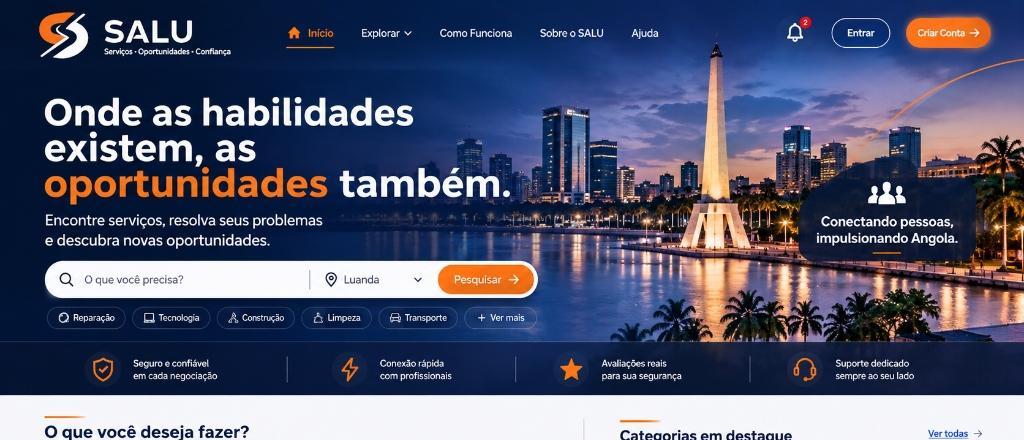 SALU
Serviços • Oportunidades • Confiança
Início
Explorar
Como Funciona
Sobre o SALU
Ajuda
2
Entrar
Criar Conta
Onde as habilidades
existem, as
oportunidades também.
Encontre serviços, resolva seus problemas
e descubra novas oportunidades.
O que você precisa?
Luanda
Pesquisar
Reparação
Tecnologia
Construção
Limpeza
Transporte
+ Ver mais
Conectando pessoas,
impulsionando Angola.
Seguro e confiável
em cada negociação
Conexão rápida
com profissionais
Avaliações reais
para sua segurança
Suporte dedicado
sempre ao seu lado
O que você deseja fazer?
Categorias em destaque
Ver todas